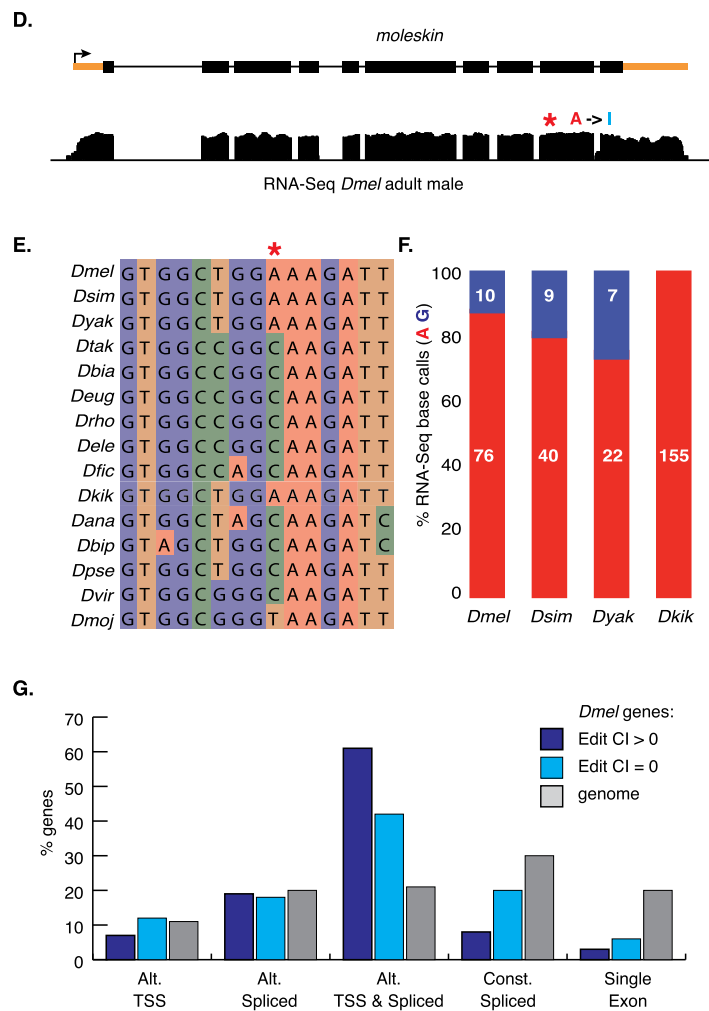 D.
moleskin
* A -> I
RNA-Seq Dmel adult male
E.
*
Dmel G T G G C T G G A A A G A T T
Dsim G T G G C T G G A A A G A T T
Dyak G T G G C T G G A A A G A T T
Dtak G T G G C C G G C A A G A T T
Dbia G T G G C C G G C A A G A T T
Deug G T G G C C G G C A A G A T T
Drho G T G G C C G G C A A G A T T
Dele G T G G C C G G C A A G A T T
Dfic G T G G C C A G C A A G A T T
Dkik G T G G C T G G A A A G A T T
Dana G T G G C T A G C A A G A T C
Dbip G T A G C T G G C A A G A T C
Dpse G T G G C T G G C A A G A T T
Dvir G T G G C G G G C A A G A T T
Dmoj G T G G C G G G T A A G A T T
F.
% RNA-Seq base calls (A G)
100
80
60
40
20
0
10
9
7
76
40
22
155
Dmel
Dsim
Dyak
Dkik
G.
Dmel genes:
Edit CI > 0
Edit CI = 0
genome
% genes
70
60
50
40
30
20
10
0
Alt.
TSS
Alt.
Spliced
Alt.
TSS & Spliced
Const.
Spliced
Single
Exon